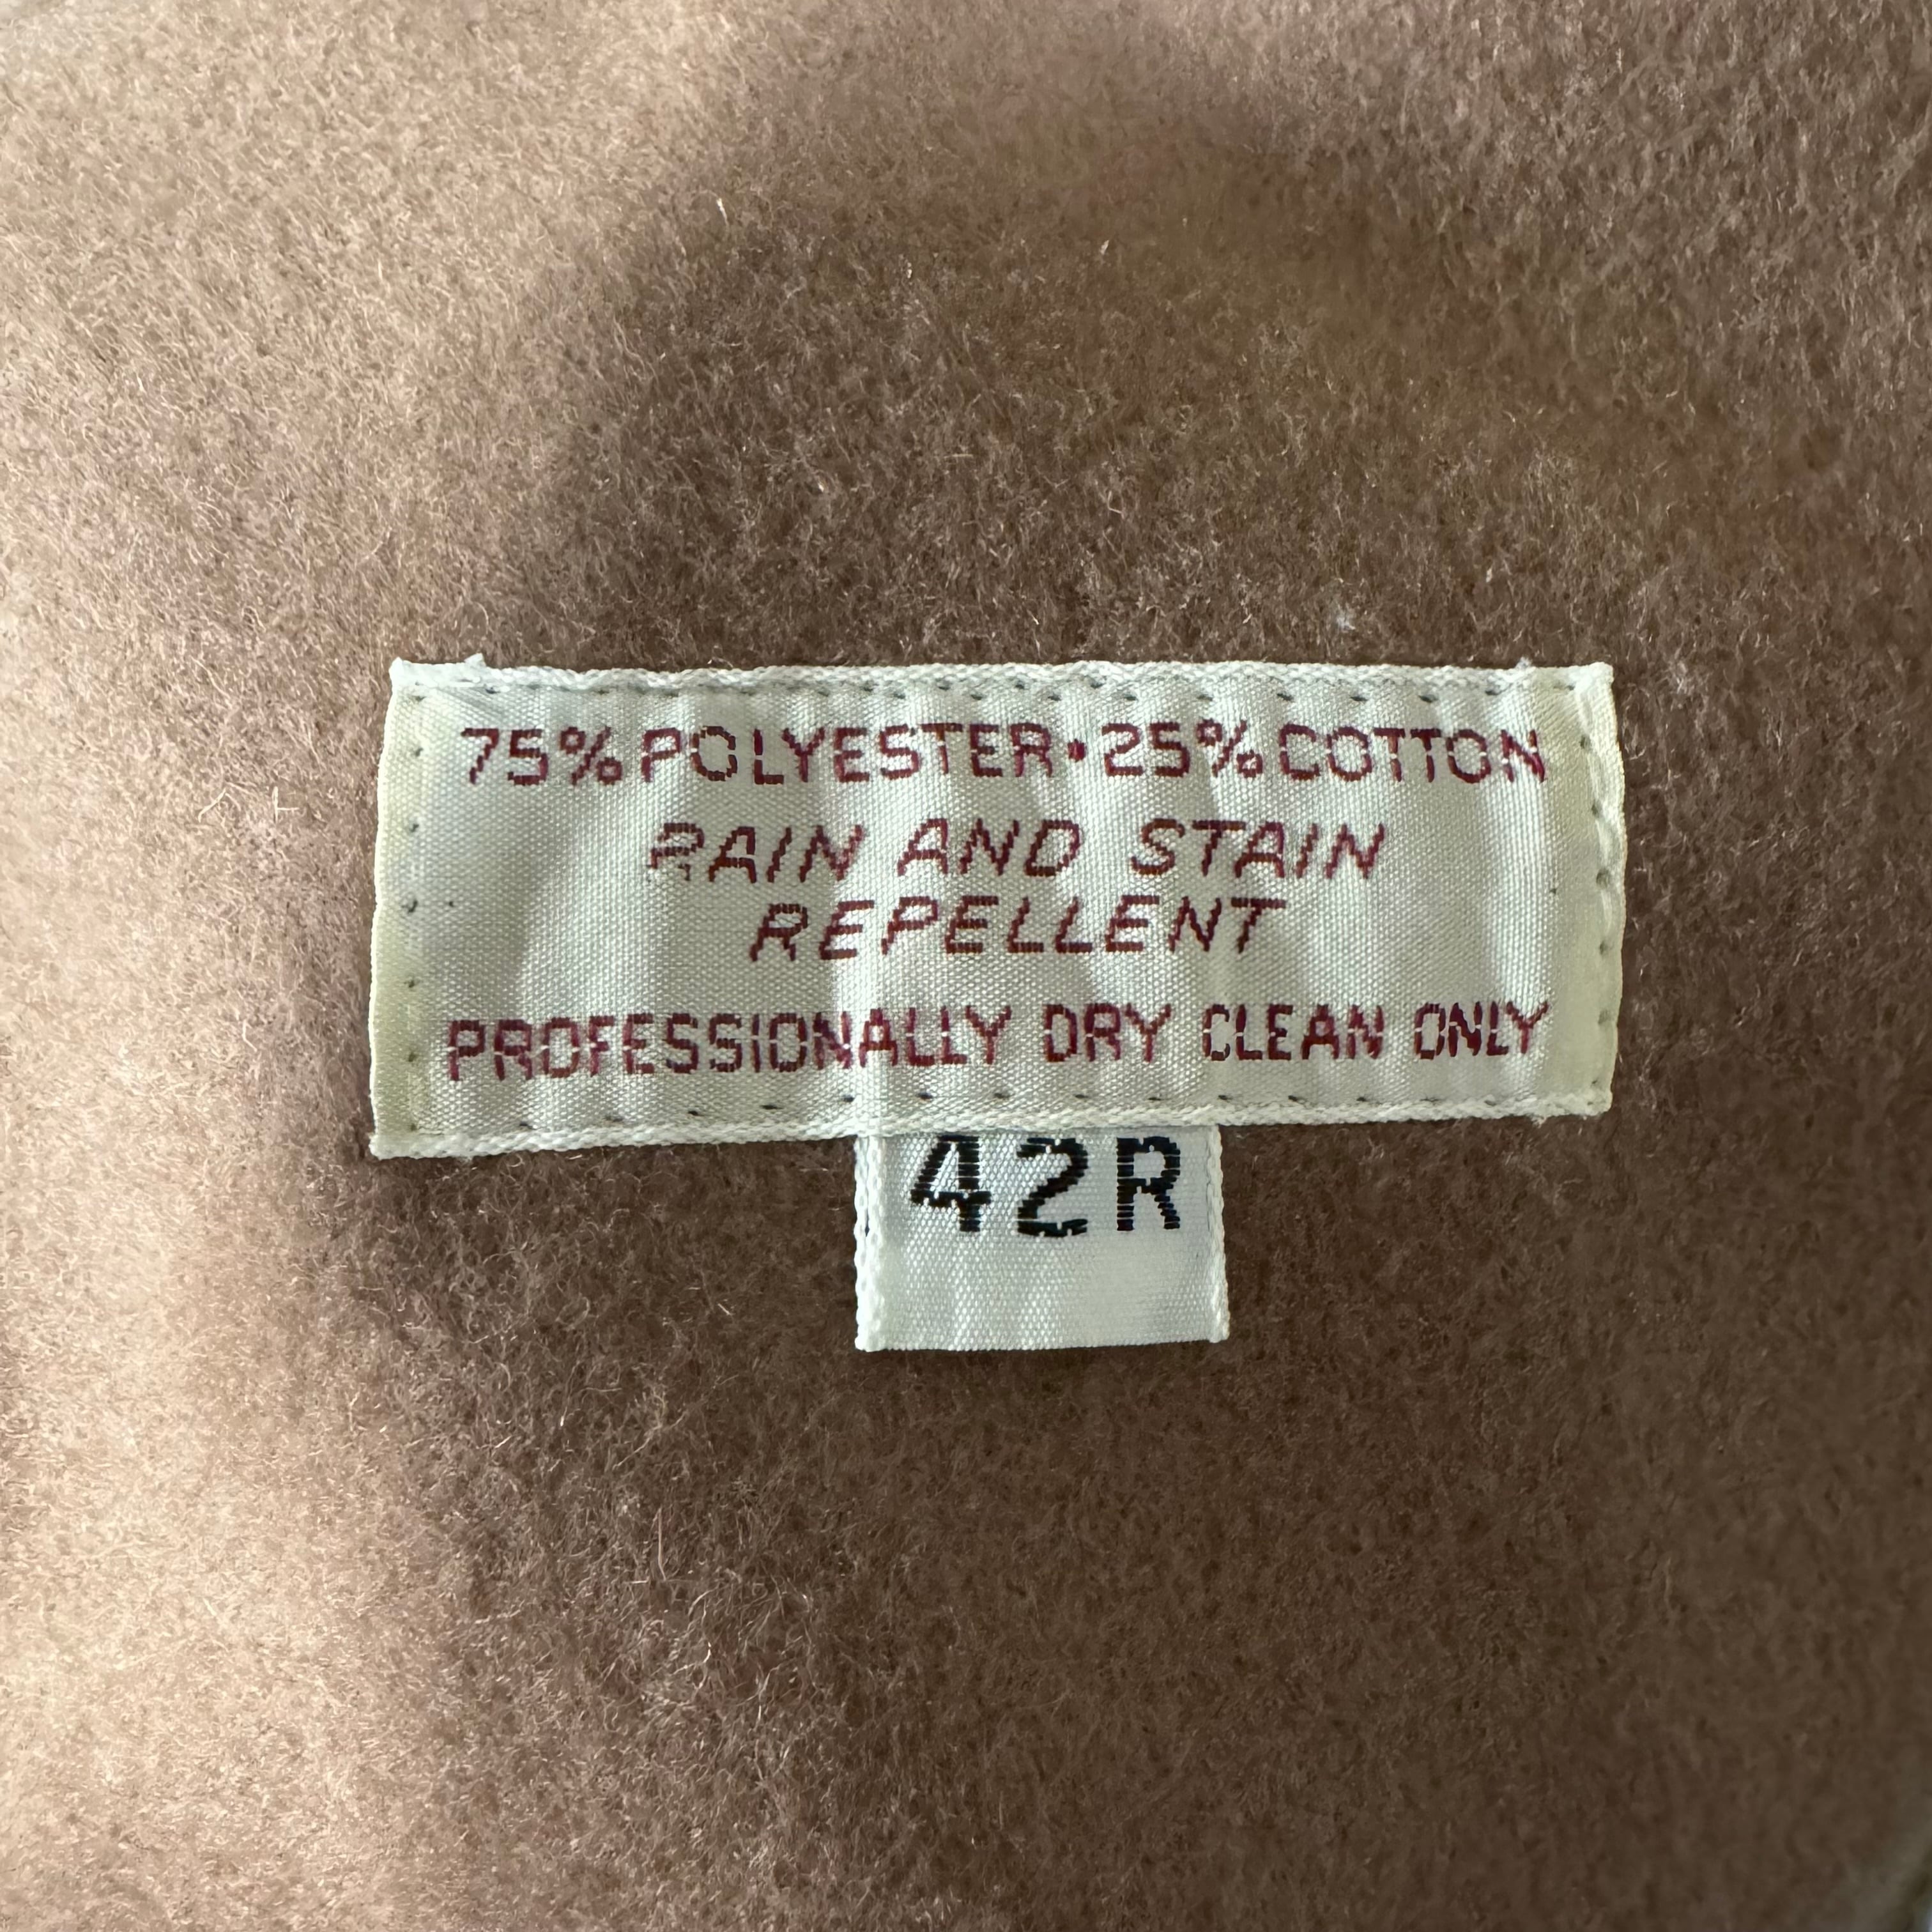 75% POLYESTER • 25% COTTON
RAIN AND STAIN
REPELLENT
PROFESSIONALLY DRY CLEAN ONLY
42R